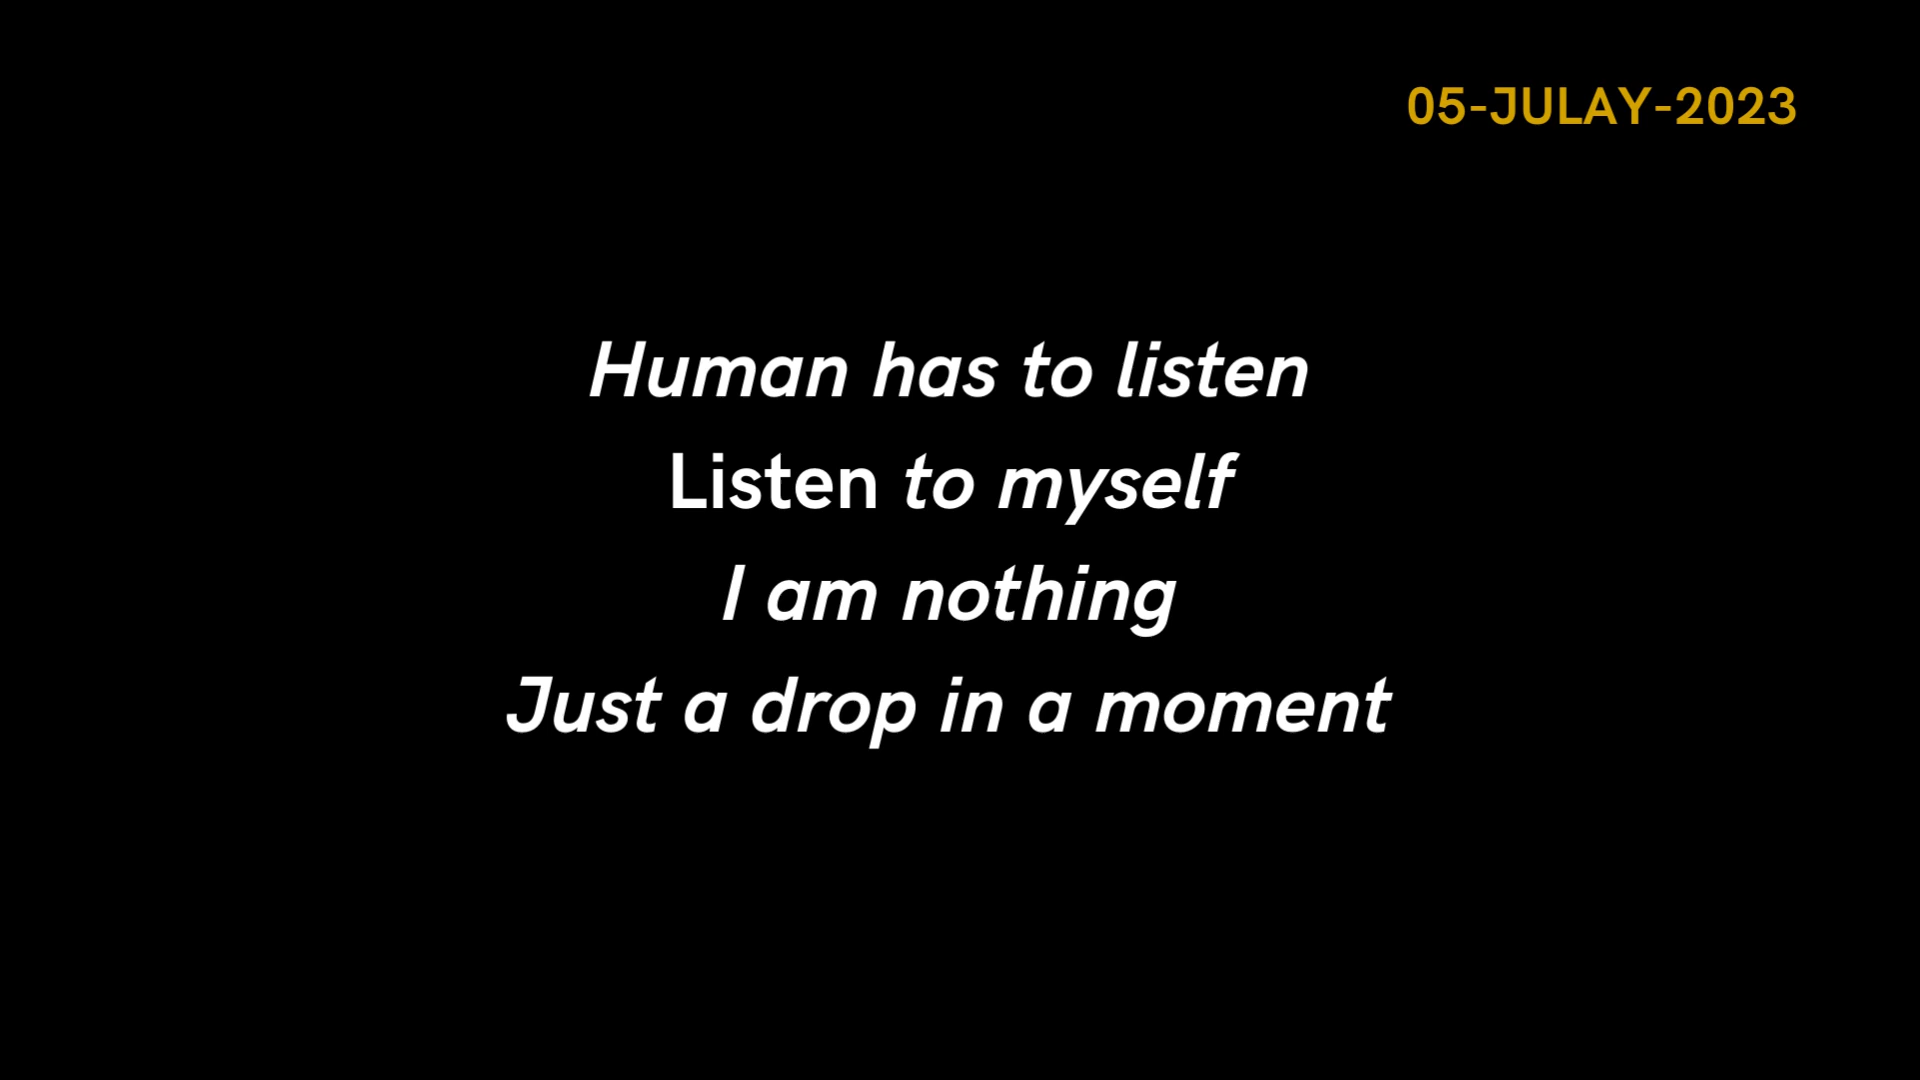 05-JULAY-2023
Human has to listen
Listen to myself
I am nothing
Just a drop in a moment